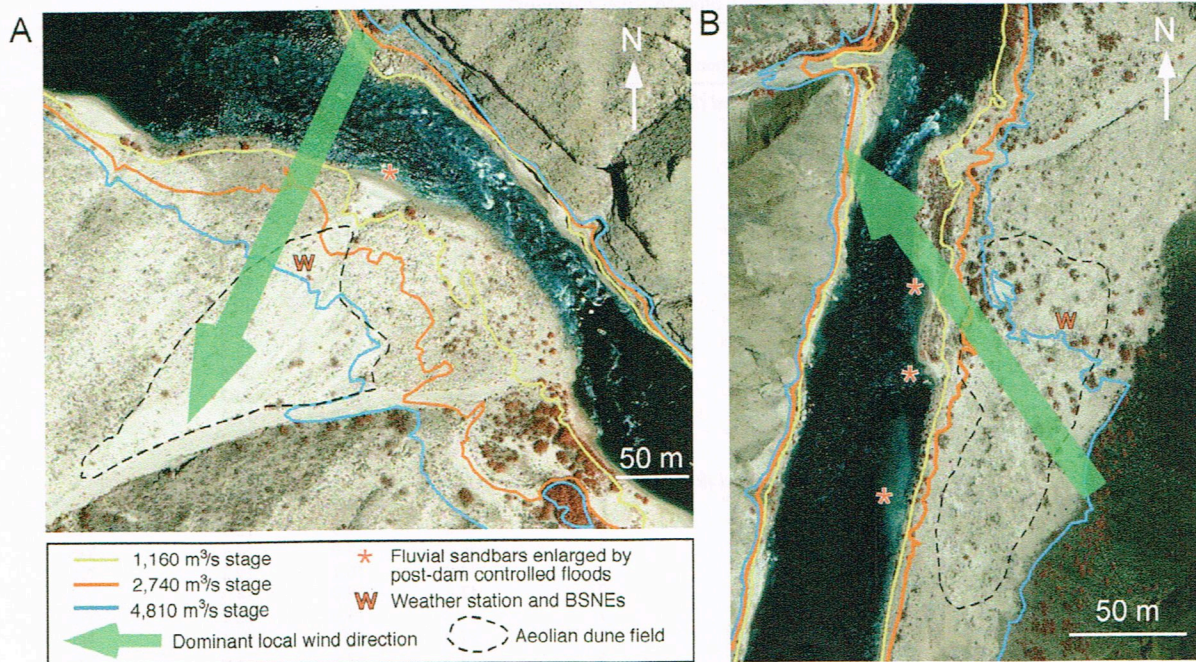 A
N
*
W
50 m
1,160 m³/s stage
2,740 m³/s stage
4,810 m³/s stage
Dominant local wind direction
* Fluvial sandbars enlarged by
post-dam controlled floods
W Weather station and BSNEs
Aeolian dune field
B
N
*
W
*
*
50 m